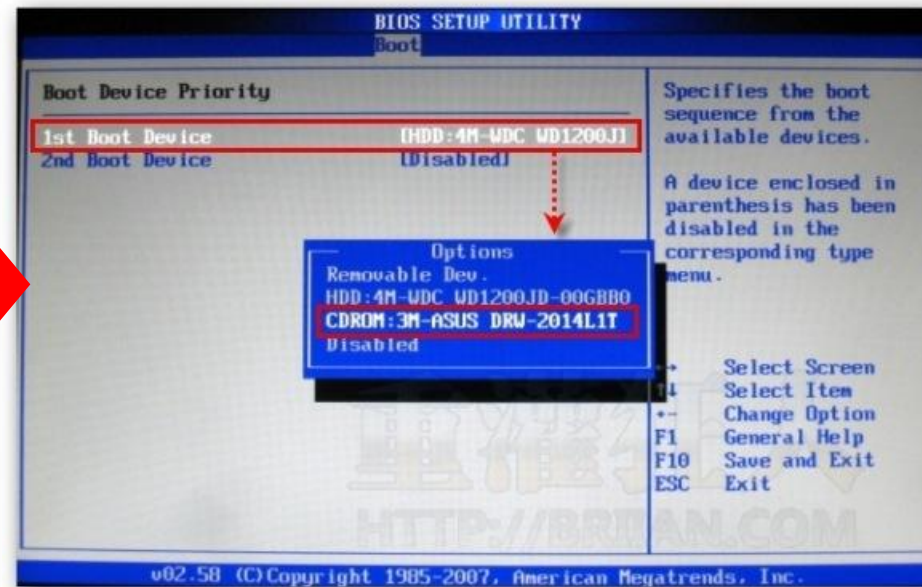 BIOS SETUP UTILITY
Boot
Boot Device Priority
1st Boot Device [HDD:4M-WDC WD1200J]
2nd Boot Device [Disabled]
Options
Removable Dev.
HDD:4M-WDC WD1200JD-00GBB0
CDROM:3M-ASUS DRW-2014L1T
Disabled
Specifies the boot
sequence from the
available devices.
A device enclosed in
parenthesis has been
disabled in the
corresponding type
menu.
↔ Select Screen
↑↓ Select Item
+- Change Option
F1 General Help
F10 Save and Exit
ESC Exit
HTTP://BRIIAN.COM
v02.58 (C)Copyright 1985-2007, American Megatrends, Inc.